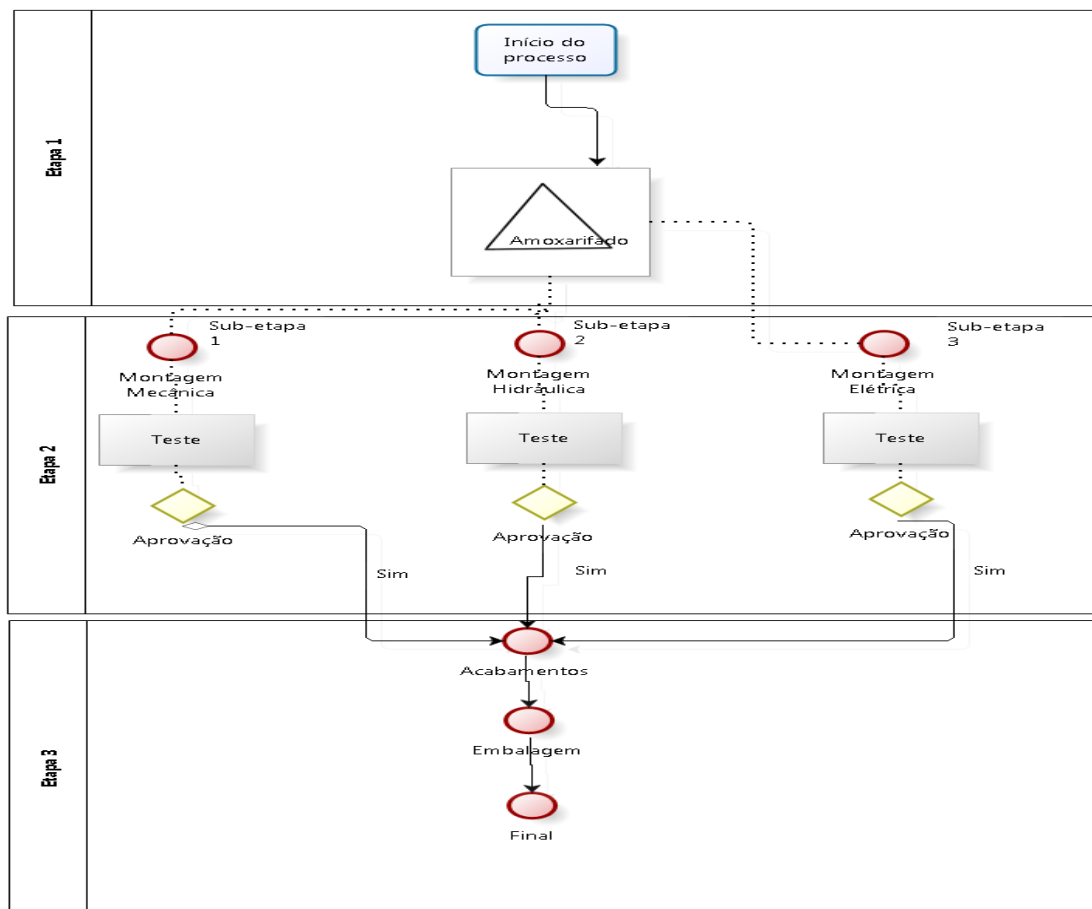 Etapa 1
Início do
processo
Amoxarifado
Etapa 2
Sub-etapa
1
Montagem
Mecânica
Teste
Aprovação
Sim
Sub-etapa
2
Montagem
Hidráulica
Teste
Aprovação
Sim
Sub-etapa
3
Montagem
Elétrica
Teste
Aprovação
Sim
Etapa 3
Acabamentos
Embalagem
Final